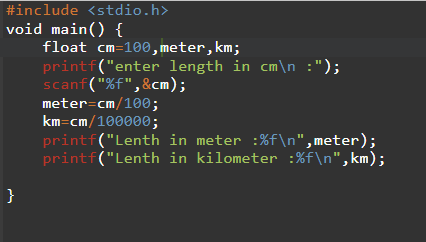 #include <stdio.h>
void main() {
    float cm=100,meter,km;
    printf("enter length in cm\n :");
    scanf("%f",&cm);
    meter=cm/100;
    km=cm/100000;
    printf("Lenth in meter :%f\n",meter);
    printf("Lenth in kilometer :%f\n",km);
}